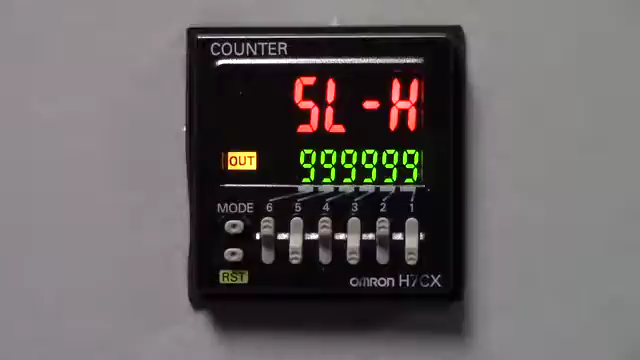 COUNTER
SL-H
OUT 999999
MODE 6 5 4 3 2 1
RST
omron H7CX